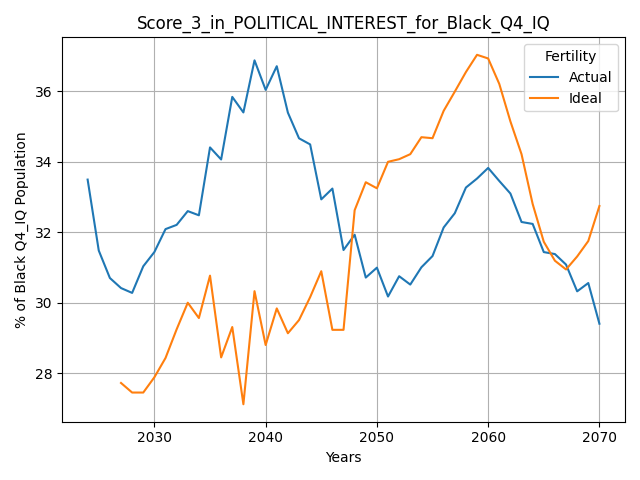 Score_3_in_POLITICAL_INTEREST_for_Black_Q4_IQ
Fertility
Actual
Ideal
% of Black Q4_IQ Population
36
34
32
30
28
2030
2040
2050
2060
2070
Years